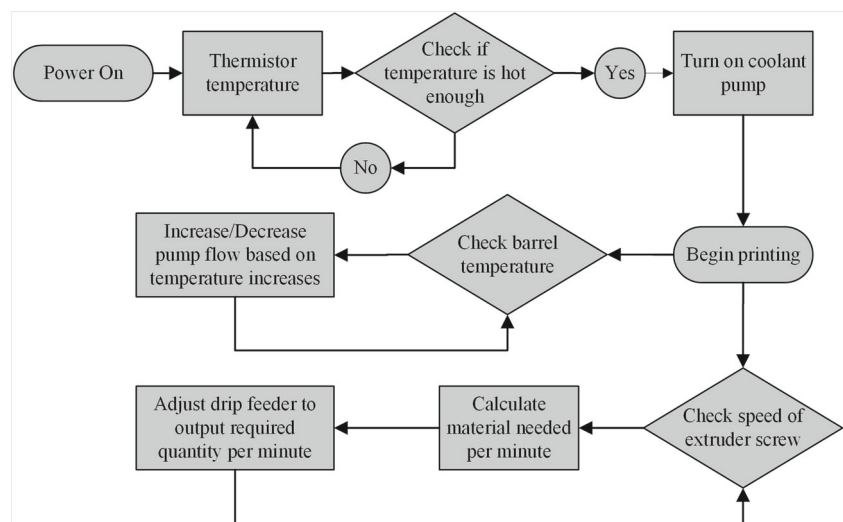 Power On
Thermistor
temperature
Check if
temperature is hot
enough
Yes
Turn on coolant
pump
No
Increase/Decrease
pump flow based on
temperature increases
Check barrel
temperature
Begin printing
Adjust drip feeder to
output required
quantity per minute
Calculate
material needed
per minute
Check speed of
extruder screw